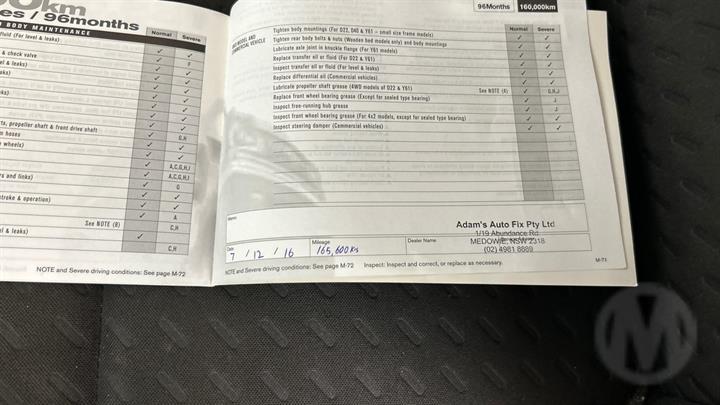 0km
es / 96months
BODY MAINTENANCE
Normal Severe
fluid (For level & leaks) ✓ ✓
& check valve ✓ F
el & leaks) ✓ ✓
aks) ✓ ✓
✓ ✓
ks) ✓ ✓
✓ ✓
✓ ✓
ts, propeller shaft & front drive shaft ✓ ✓
m hoses ✓ G,H
e wheels) ✓ ✓
✓ ✓
✓ A,C,G,H,I
rs and links) ✓ A,C,G,H,I
✓ G
stroke & operation) ✓ ✓
✓ A
See NOTE (8) C,H
el & leaks) ✓
C,H
NOTE and Severe driving conditions: See page M-72
96Months 160,000km
4WD MODEL AND COMMERCIAL VEHICLE
Normal Severe
Tighten body mountings (For D22, D40 & Y61 – small size frame models) ✓ ✓
Tighten rear body bolts & nuts (Wooden bed models only) and body mountings ✓ ✓
Lubricate axle joint in knuckle flange (For Y61 models) ✓ ✓
Replace transfer oil or fluid (For D22 & Y61) ✓ ✓
Inspect transfer oil or fluid (For level & leaks) ✓ ✓
Replace differential oil (Commercial vehicles) ✓ ✓
Lubricate propeller shaft grease (4WD models of D22 & Y61) See NOTE (4) ✓ G,H,J
Replace front wheel bearing grease (Except for sealed type bearing) ✓ J
Inspect free-running hub grease ✓ J
Inspect front wheel bearing grease (For 4x2 models, except for sealed type bearing) ✓ ✓
Inspect steering damper (Commercial vehicles) ✓ ✓
Memo:
Adam's Auto Fix Pty Ltd
1/19 Abundance Rd
Date Mileage Dealer Name MEDOWIE, NSW 2318
7 / 12 / 16 165,600Ks (02) 4981 8669
NOTE and Severe driving conditions: See page M-72 Inspect: Inspect and correct, or replace as necessary.
M-71
M